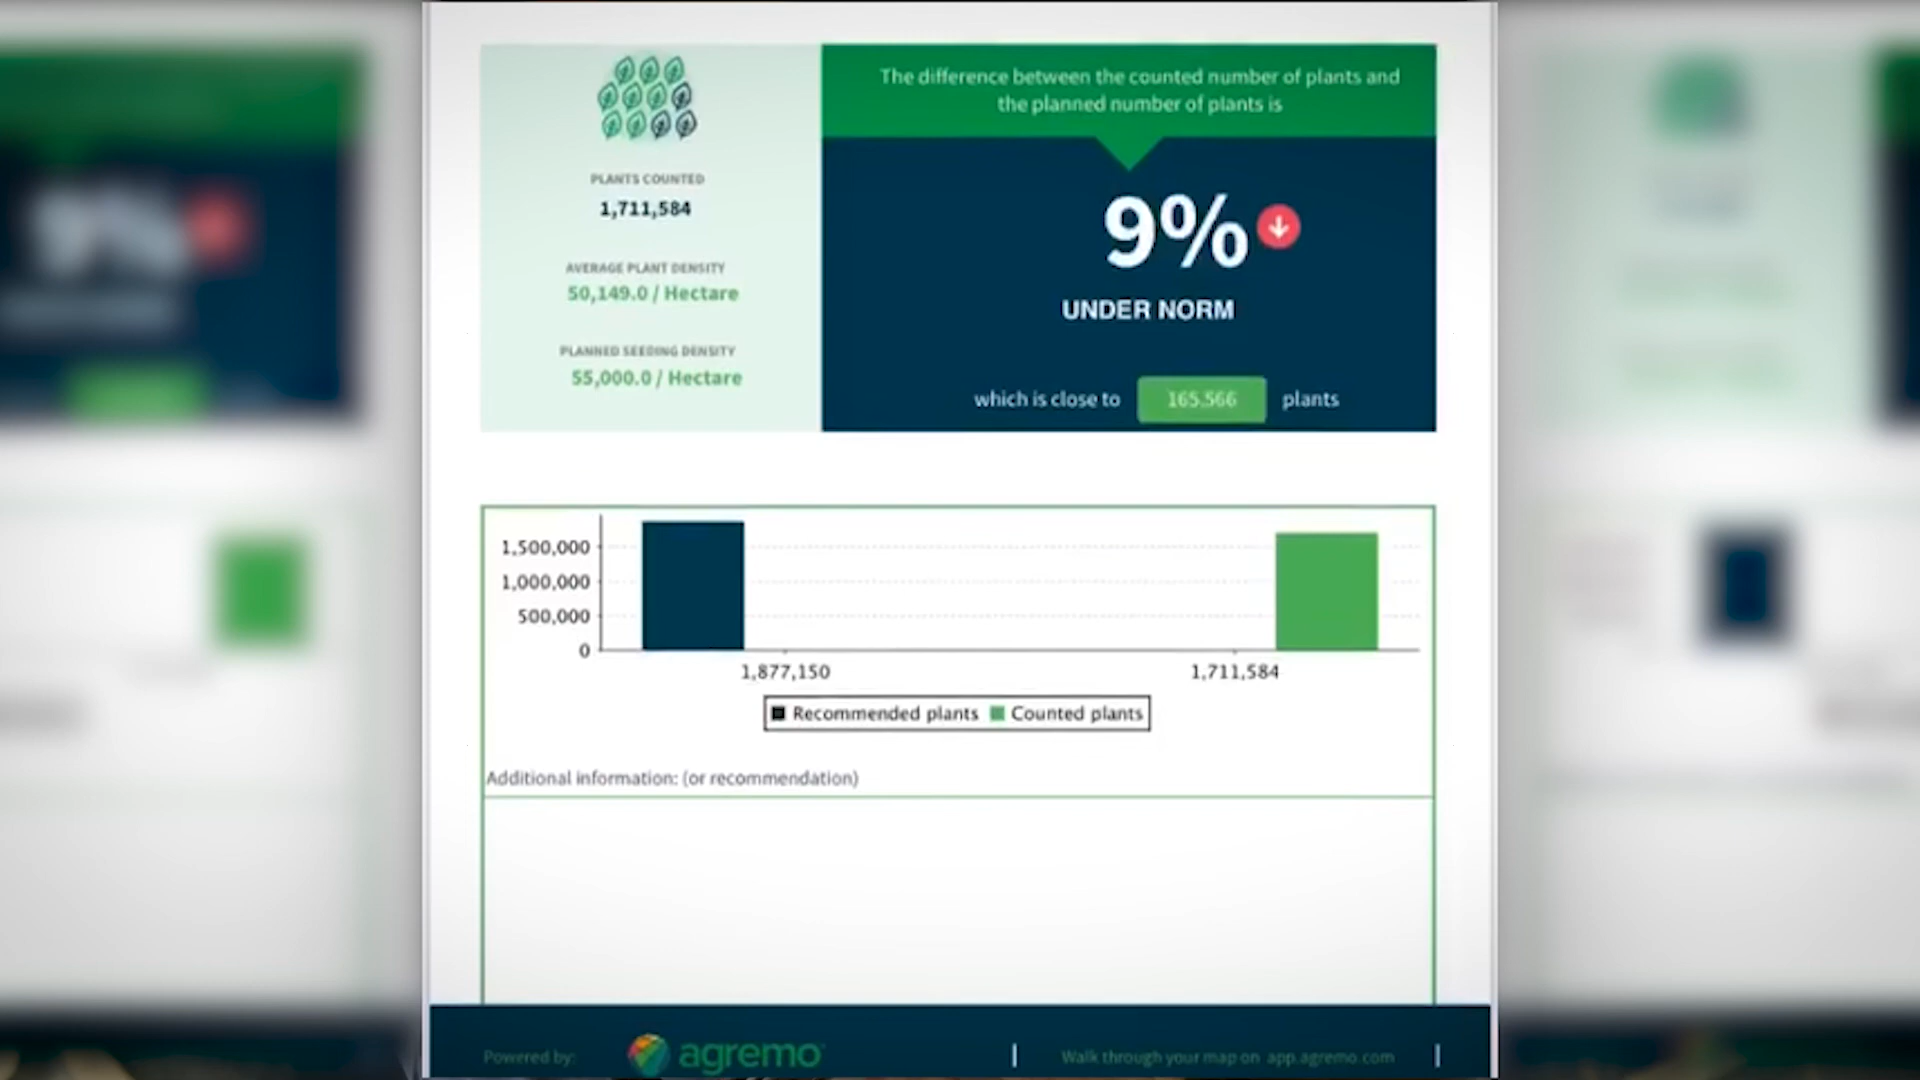 The difference between the counted number of plants and
the planned number of plants is
PLANTS COUNTED
1,711,584
AVERAGE PLANT DENSITY
50,149.0 / Hectare
PLANNED SEEDING DENSITY
55,000.0 / Hectare
9%
UNDER NORM
which is close to 165,566 plants
1,500,000
1,000,000
500,000
0
1,877,150 1,711,584
Recommended plants Counted plants
Additional information: (or recommendation)
Powered by: agremo | Walk through your map on app.agremo.com |